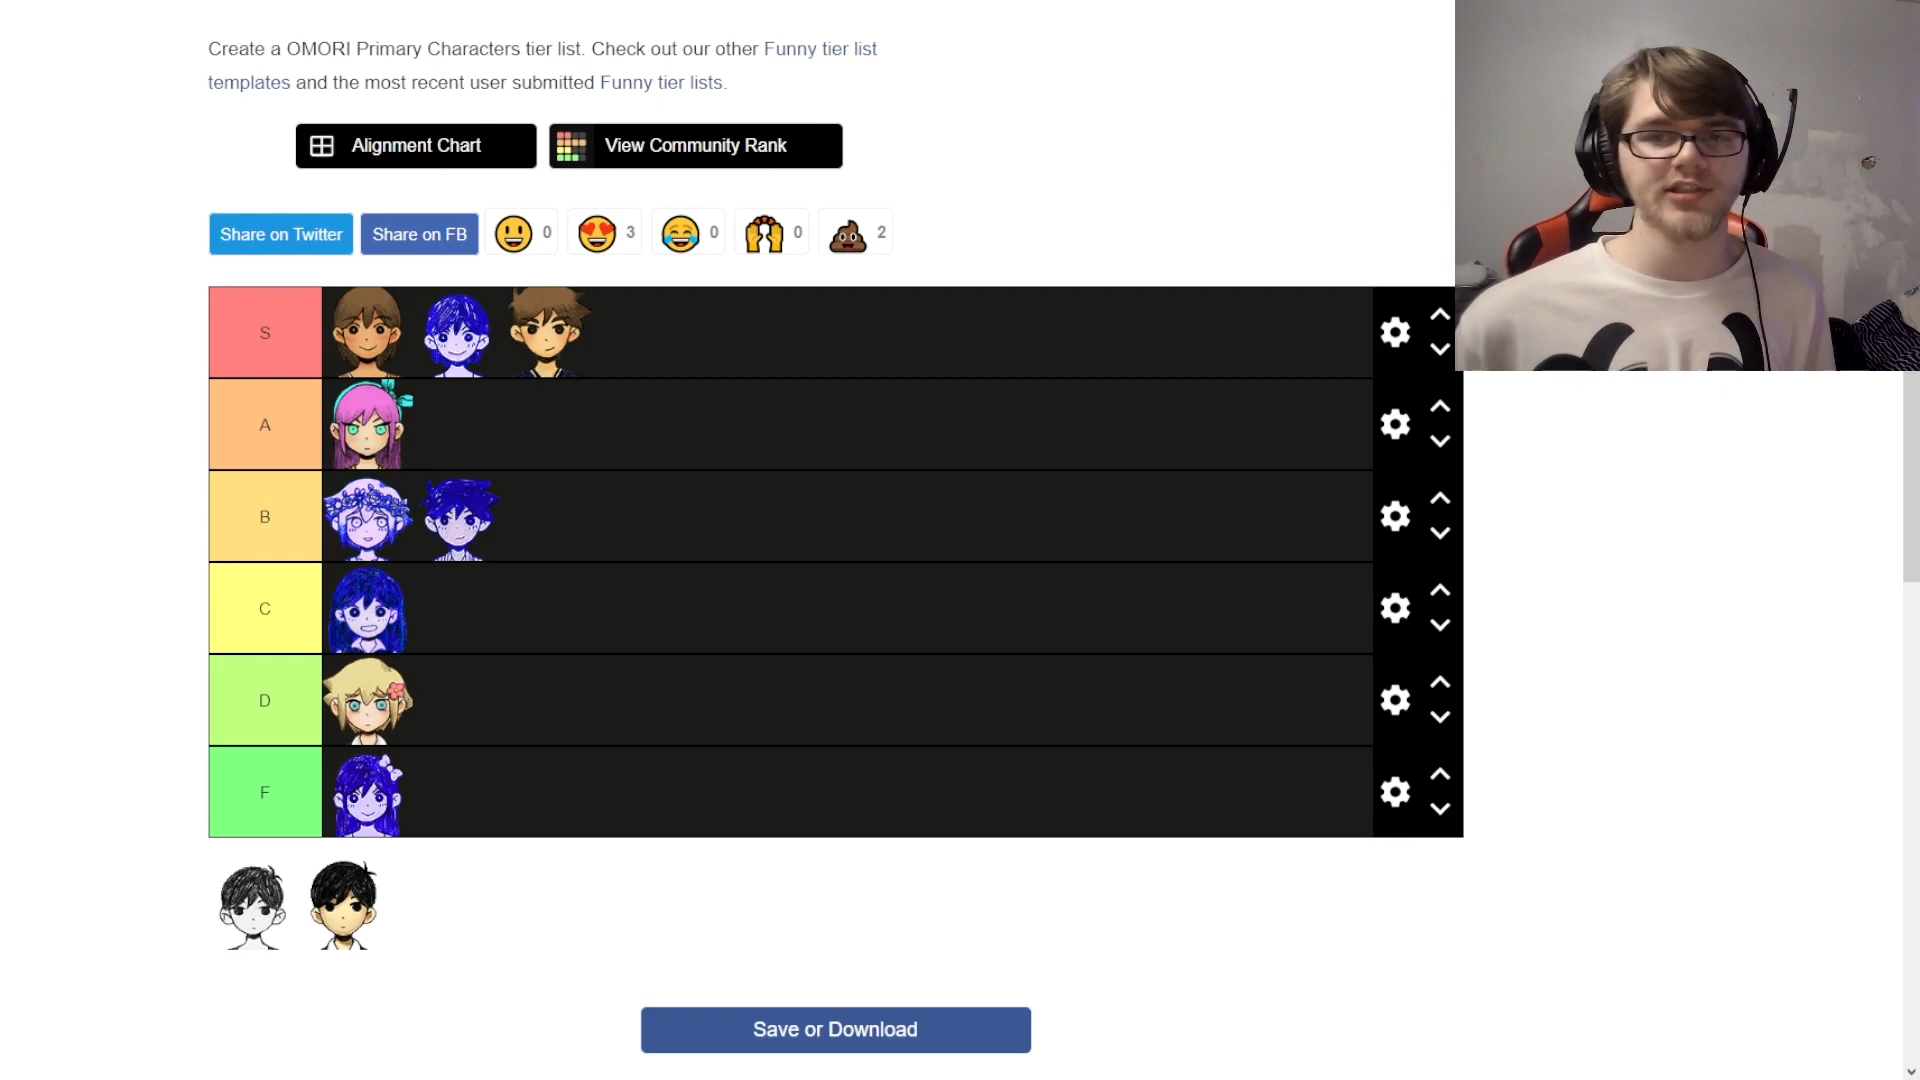 Create a OMORI Primary Characters tier list. Check out our other Funny tier list
templates and the most recent user submitted Funny tier lists.
Alignment Chart
View Community Rank
Share on Twitter
Share on FB
0
3
0
0
2
S
A
B
C
D
F
Save or Download